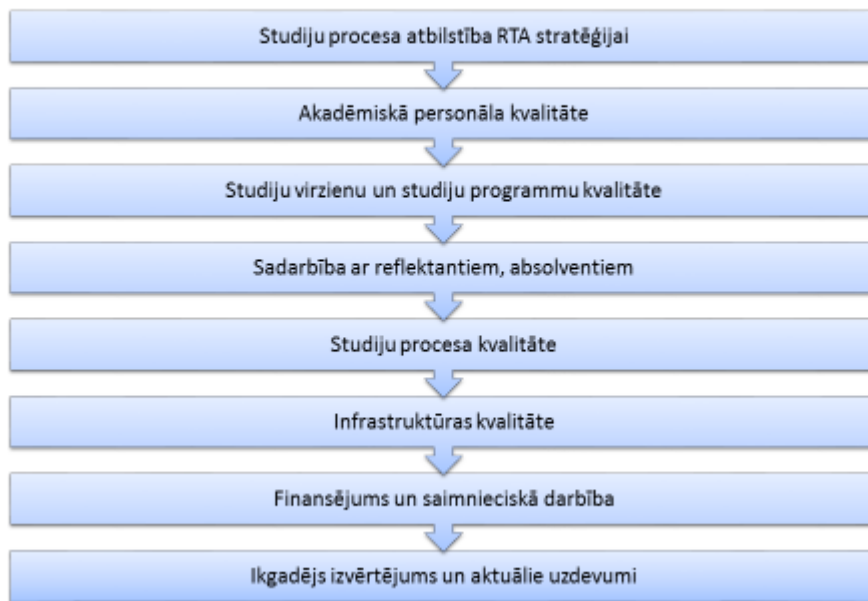 Studiju procesa atbilstība RTA stratēģijai
Akadēmiskā personāla kvalitāte
Studiju virzienu un studiju programmu kvalitāte
Sadarbība ar reflektantiem, absolventiem
Studiju procesa kvalitāte
Infrastruktūras kvalitāte
Finansējums un saimnieciskā darbība
Ikgadējs izvērtējums un aktuālie uzdevumi